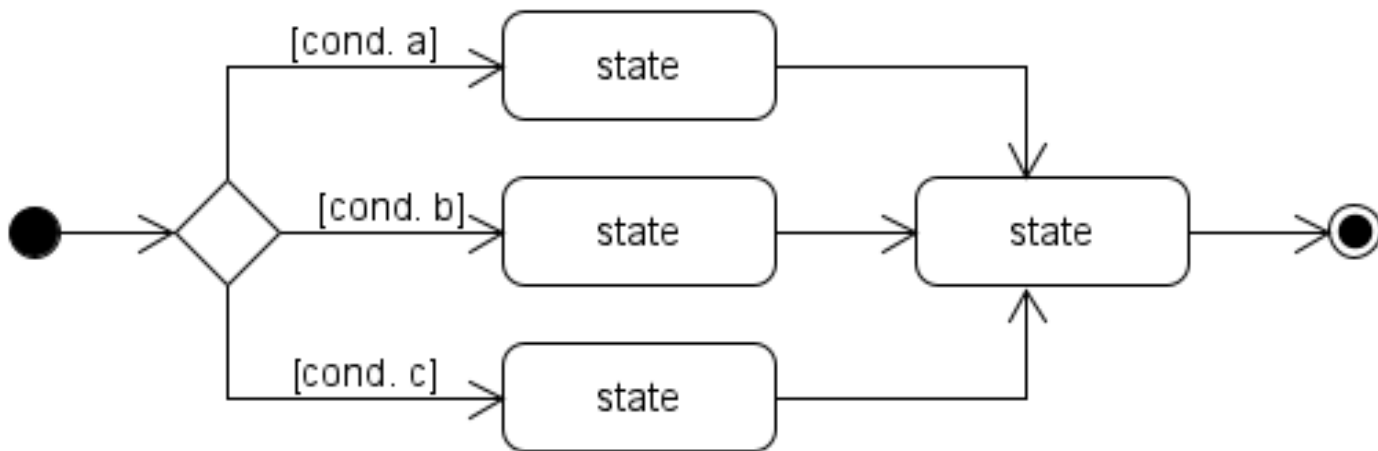 [cond. a]
state
[cond. b]
state
state
[cond. c]
state